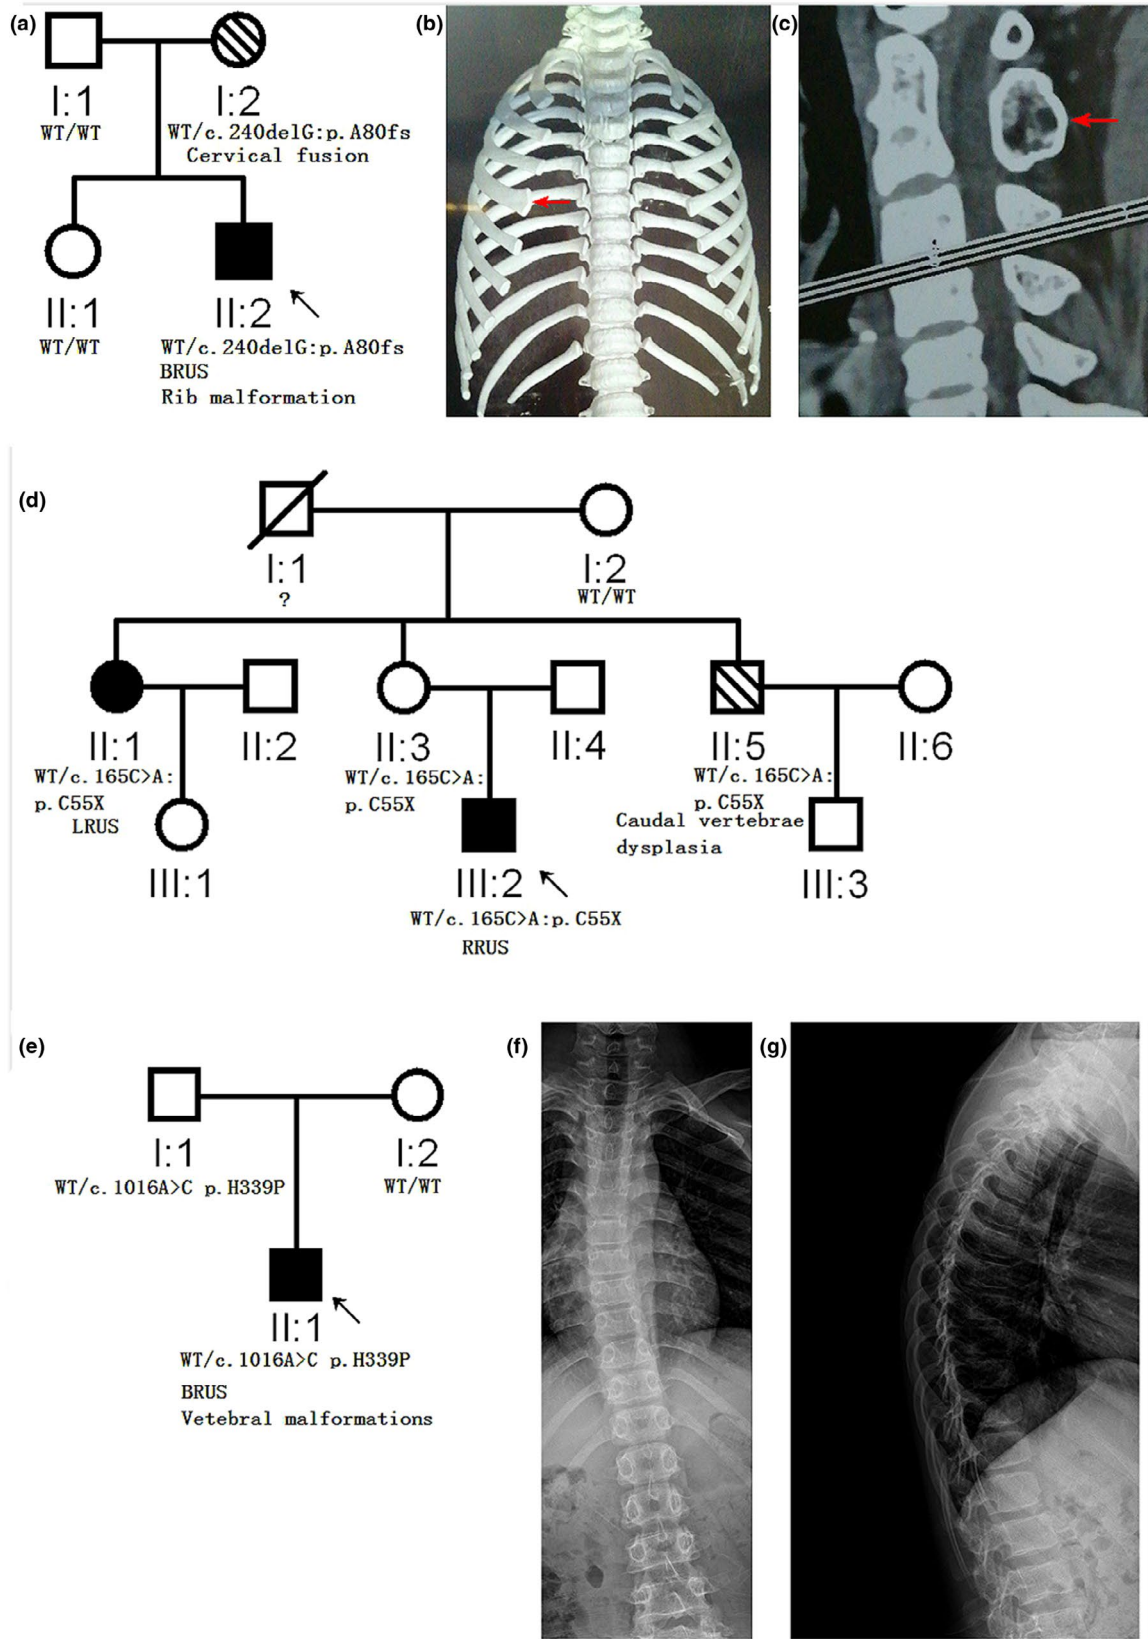 (a)
(b)
(c)
I:1
I:2
WT/WT
WT/c.240delG:p.A80fs
Cervical fusion
II:1
II:2
WT/WT
WT/c.240delG:p.A80fs
BRUS
Rib malformation
(d)
I:1
I:2
?
WT/WT
II:1
II:2
II:3
II:4
II:5
II:6
WT/c.165C>A:
p.C55X
LRUS
WT/c.165C>A:
p.C55X
WT/c.165C>A:
p.C55X
Caudal vertebrae
dysplasia
III:1
III:2
III:3
WT/c.165C>A:p.C55X
RRUS
(e)
(f)
(g)
I:1
I:2
WT/c.1016A>C p.H339P
WT/WT
II:1
WT/c.1016A>C p.H339P
BRUS
Vetebral malformations